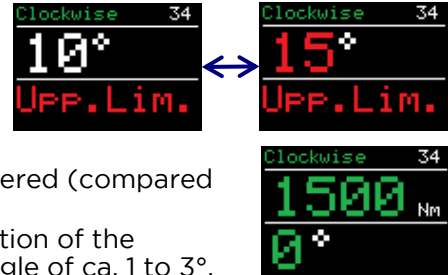 Clockwise 34
10°
Upp.Lim.
Clockwise 34
15°
Upp.Lim.
ered (compared
tion of the
ngle of ca. 1 to 3°.
Clockwise 34
1500 Nm
0°